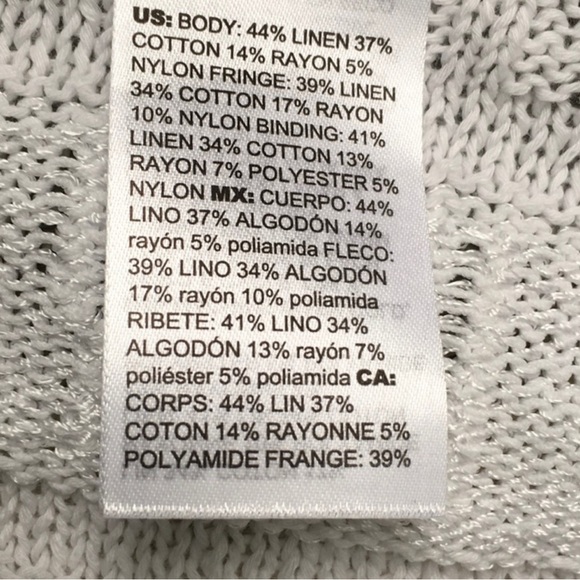 US: BODY: 44% LINEN 37%
COTTON 14% RAYON 5%
NYLON FRINGE: 39% LINEN
34% COTTON 17% RAYON
10% NYLON BINDING: 41%
LINEN 34% COTTON 13%
RAYON 7% POLYESTER 5%
NYLON MX: CUERPO: 44%
LINO 37% ALGODÓN 14%
rayón 5% poliamida FLECO:
39% LINO 34% ALGODÓN
17% rayón 10% poliamida
RIBETE: 41% LINO 34%
ALGODÓN 13% rayón 7%
poliéster 5% poliamida CA:
CORPS: 44% LIN 37%
COTON 14% RAYONNE 5%
POLYAMIDE FRANGE: 39%